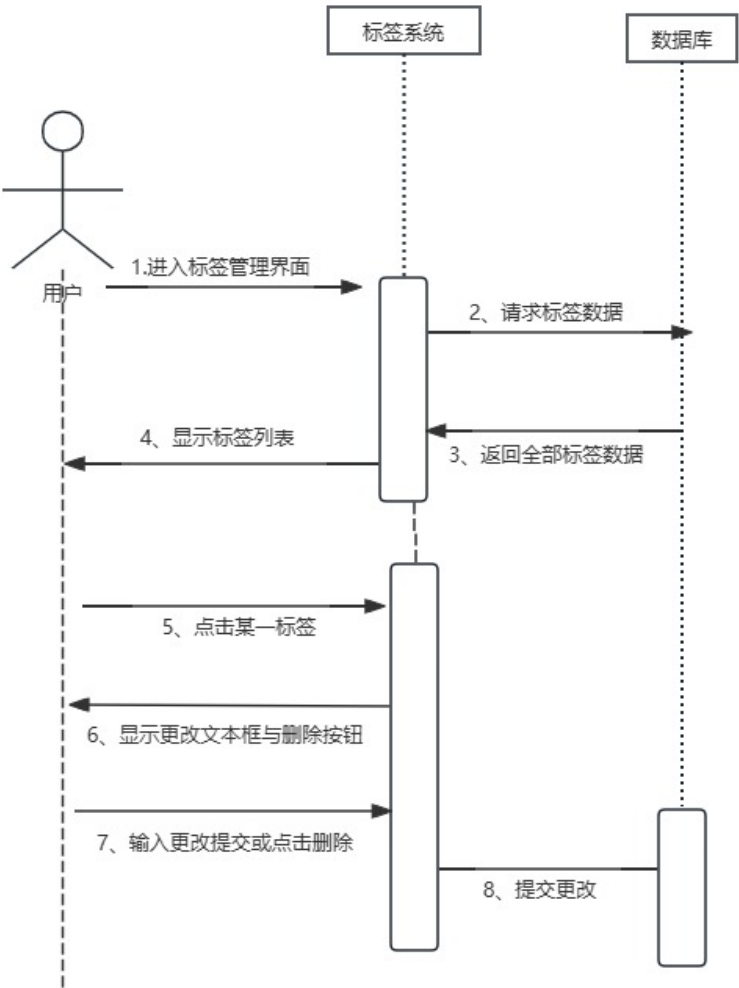 标签系统
数据库
1.进入标签管理界面
用户
2、请求标签数据
4、显示标签列表
3、返回全部标签数据
5、点击某一标签
6、显示更改文本框与删除按钮
7、输入更改提交或点击删除
8、提交更改